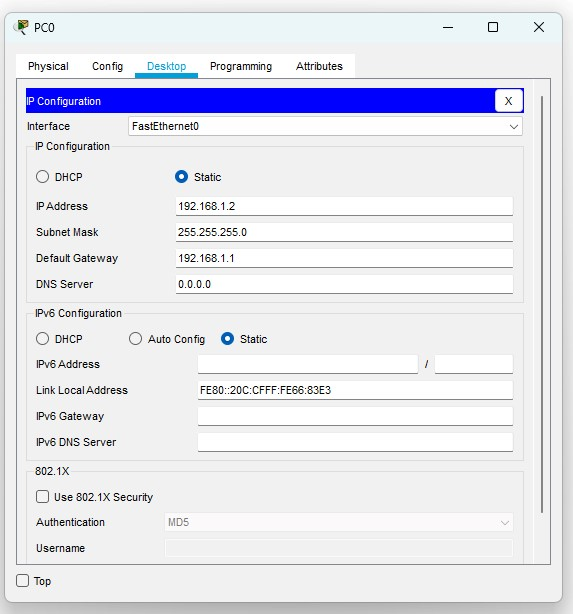 PC0
Physical Config Desktop Programming Attributes
IP Configuration X
Interface FastEthernet0
IP Configuration
DHCP Static
IP Address 192.168.1.2
Subnet Mask 255.255.255.0
Default Gateway 192.168.1.1
DNS Server 0.0.0.0
IPv6 Configuration
DHCP Auto Config Static
IPv6 Address /
Link Local Address FE80::20C:CFFF:FE66:83E3
IPv6 Gateway
IPv6 DNS Server
802.1X
Use 802.1X Security
Authentication MD5
Username
Top